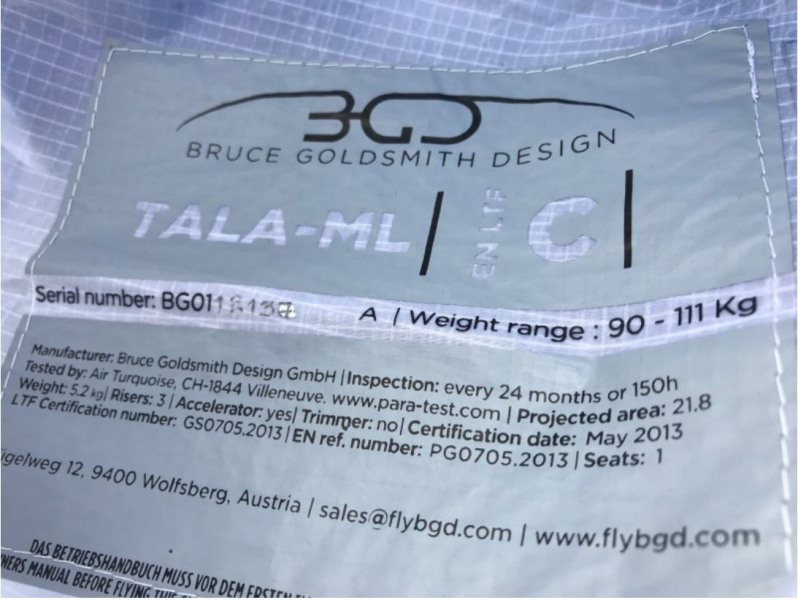 BGD
BRUCE GOLDSMITH DESIGN
TALA-ML | EN LTF C |
Serial number: A | Weight range : 90 - 111 Kg
Manufacturer: Bruce Goldsmith Design GmbH | Inspection: every 24 months or 150h
Tested by: Air Turquoise, CH-1844 Villeneuve. www.para-test.com | Projected area: 21.8
Weight: 5.2 kg| Risers: 3 | Accelerator: yes| Trimmer: no| Certification date: May 2013
LTF Certification number: GS0705.2013 | EN ref. number: PG0705.2013 | Seats: 1
12, 9400 Wolfsberg, Austria | sales@flybgd.com | www.flybgd.com
DAS BETRIEBSHANDBUCH MUSS VOR DEM ERSTEN
MANUAL BEFORE FLYING THIS